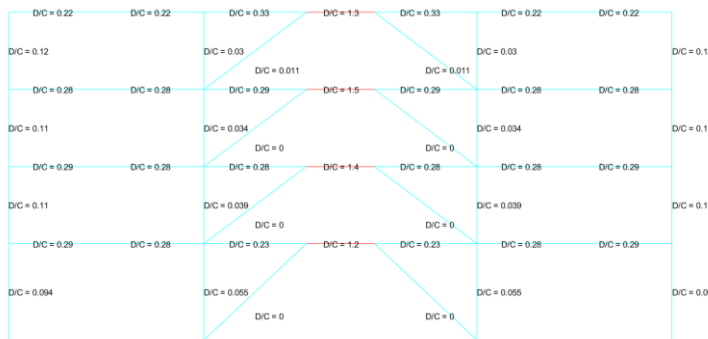 D/C = 0.22 D/C = 0.22 D/C = 0.33 D/C = 1.3 D/C = 0.33 D/C = 0.22 D/C = 0.22
D/C = 0.12 D/C = 0.03 D/C = 0.03 D/C = 0.1
D/C = 0.011 D/C = 0.011
D/C = 0.28 D/C = 0.28 D/C = 0.29 D/C = 1.5 D/C = 0.29 D/C = 0.28 D/C = 0.28
D/C = 0.11 D/C = 0.034 D/C = 0.034 D/C = 0.1
D/C = 0 D/C = 0
D/C = 0.29 D/C = 0.28 D/C = 0.28 D/C = 1.4 D/C = 0.28 D/C = 0.28 D/C = 0.29
D/C = 0.11 D/C = 0.039 D/C = 0.039 D/C = 0.1
D/C = 0 D/C = 0
D/C = 0.29 D/C = 0.28 D/C = 0.23 D/C = 1.2 D/C = 0.23 D/C = 0.28 D/C = 0.29
D/C = 0.094 D/C = 0.055 D/C = 0.055 D/C = 0.0
D/C = 0 D/C = 0